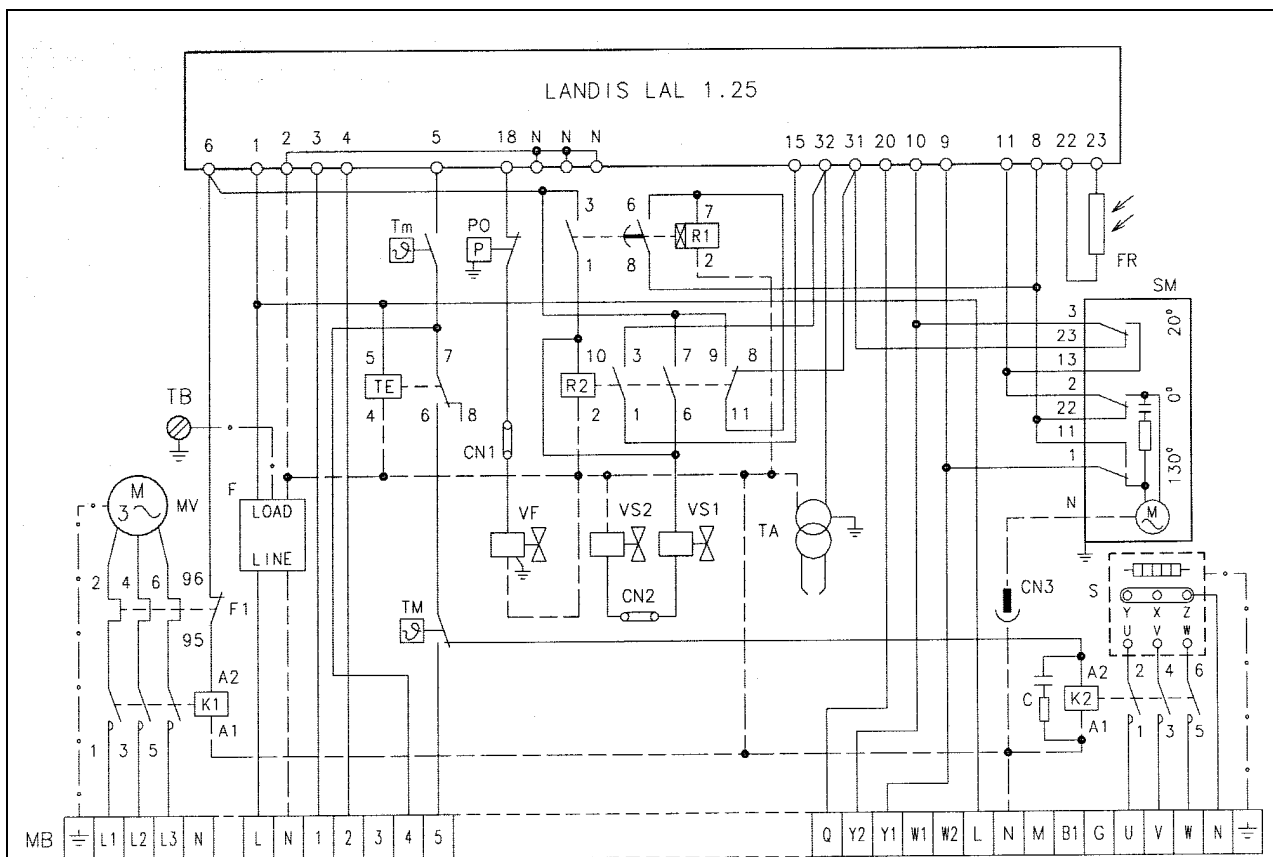 LANDIS LAL 1.25
6 1 2 3 4 5 18 N N N 15 32 31 20 10 9 11 8 22 23
3 6 7
Tm PO P R1
1 8 2 FR
SM
3 20°
23
5 7 10 3 7 9 8 13
TE R2 2 0°
4 6 8 2 1 6 11 22
TB CN1 11
1 130°
M 3 MV F LOAD VF VS2 VS1 TA N M
LINE
2 4 6 96 CN3 S
F1 TM CN2 Y X Z
95 U V W
A2 A2 2 4 6
K1 C K2
A1 A1
1 3 5 1 3 5
MB L1 L2 L3 N L N 1 2 3 4 5 Q Y2 Y1 W1 W2 L N M B1 G U V W N